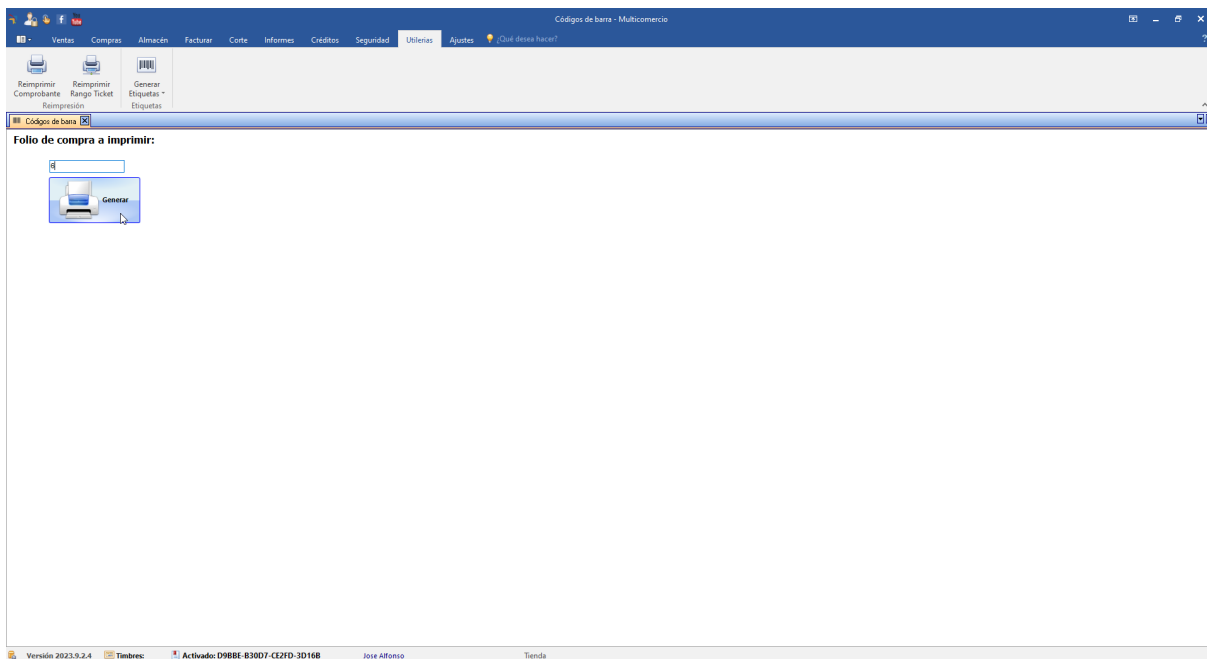 Códigos de barra - Multicomercio
Ventas Compras Almacén Facturar Corte Informes Créditos Seguridad Utilerias Ajustes ¿Qué desea hacer?
Reimprimir Comprobante
Reimprimir Rango Ticket
Generar Etiquetas
Reimpresión Etiquetas
Códigos de barra
Folio de compra a imprimir:
6
Generar
Versión 2023.9.2.4 Timbres: Activado: D9BBE-B30D7-CE2FD-3D16B Jose Alfonso Tienda